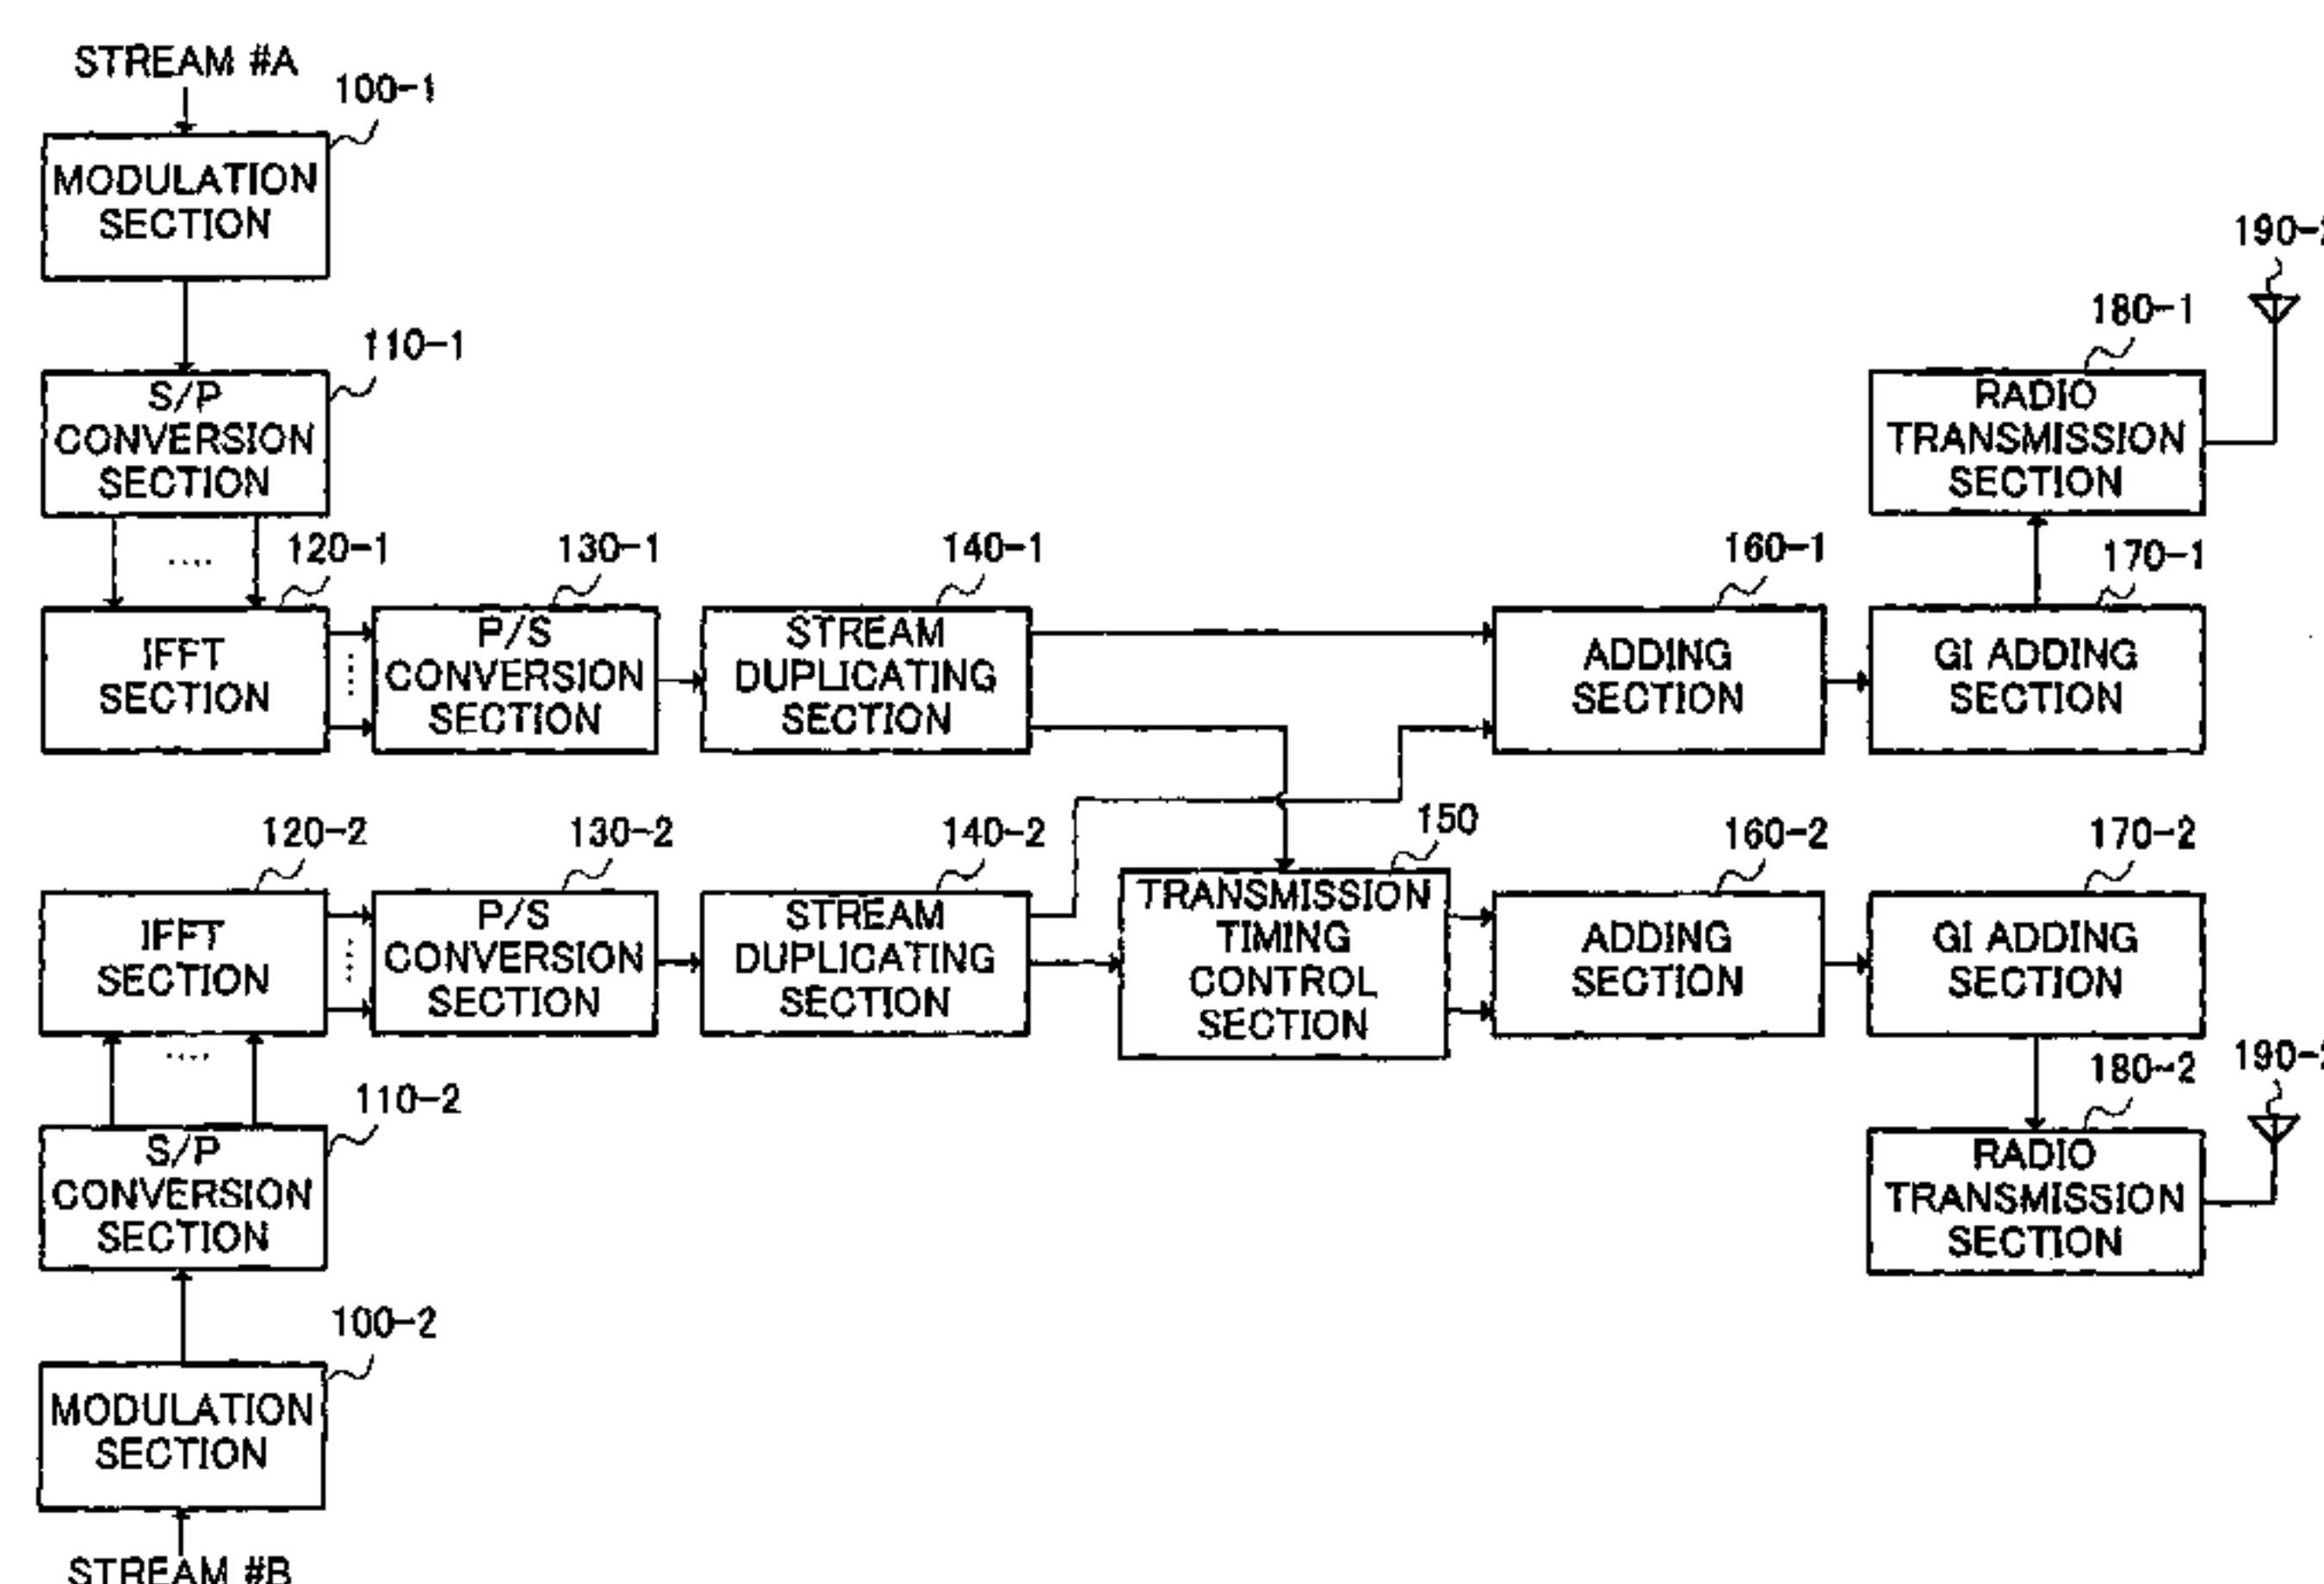 STREAM #A
100-1
MODULATION
SECTION
110-1
S/P
CONVERSION
SECTION
120-1
IFFT
SECTION
130-1
P/S
CONVERSION
SECTION
140-1
STREAM
DUPLICATING
SECTION
160-1
ADDING
SECTION
170-1
GI ADDING
SECTION
180-1
RADIO
TRANSMISSION
SECTION
190-2
120-2
IFFT
SECTION
130-2
P/S
CONVERSION
SECTION
140-2
STREAM
DUPLICATING
SECTION
150
TRANSMISSION
TIMING
CONTROL
SECTION
160-2
ADDING
SECTION
170-2
GI ADDING
SECTION
180-2
RADIO
TRANSMISSION
SECTION
190-2
110-2
S/P
CONVERSION
SECTION
100-2
MODULATION
SECTION
STREAM #B